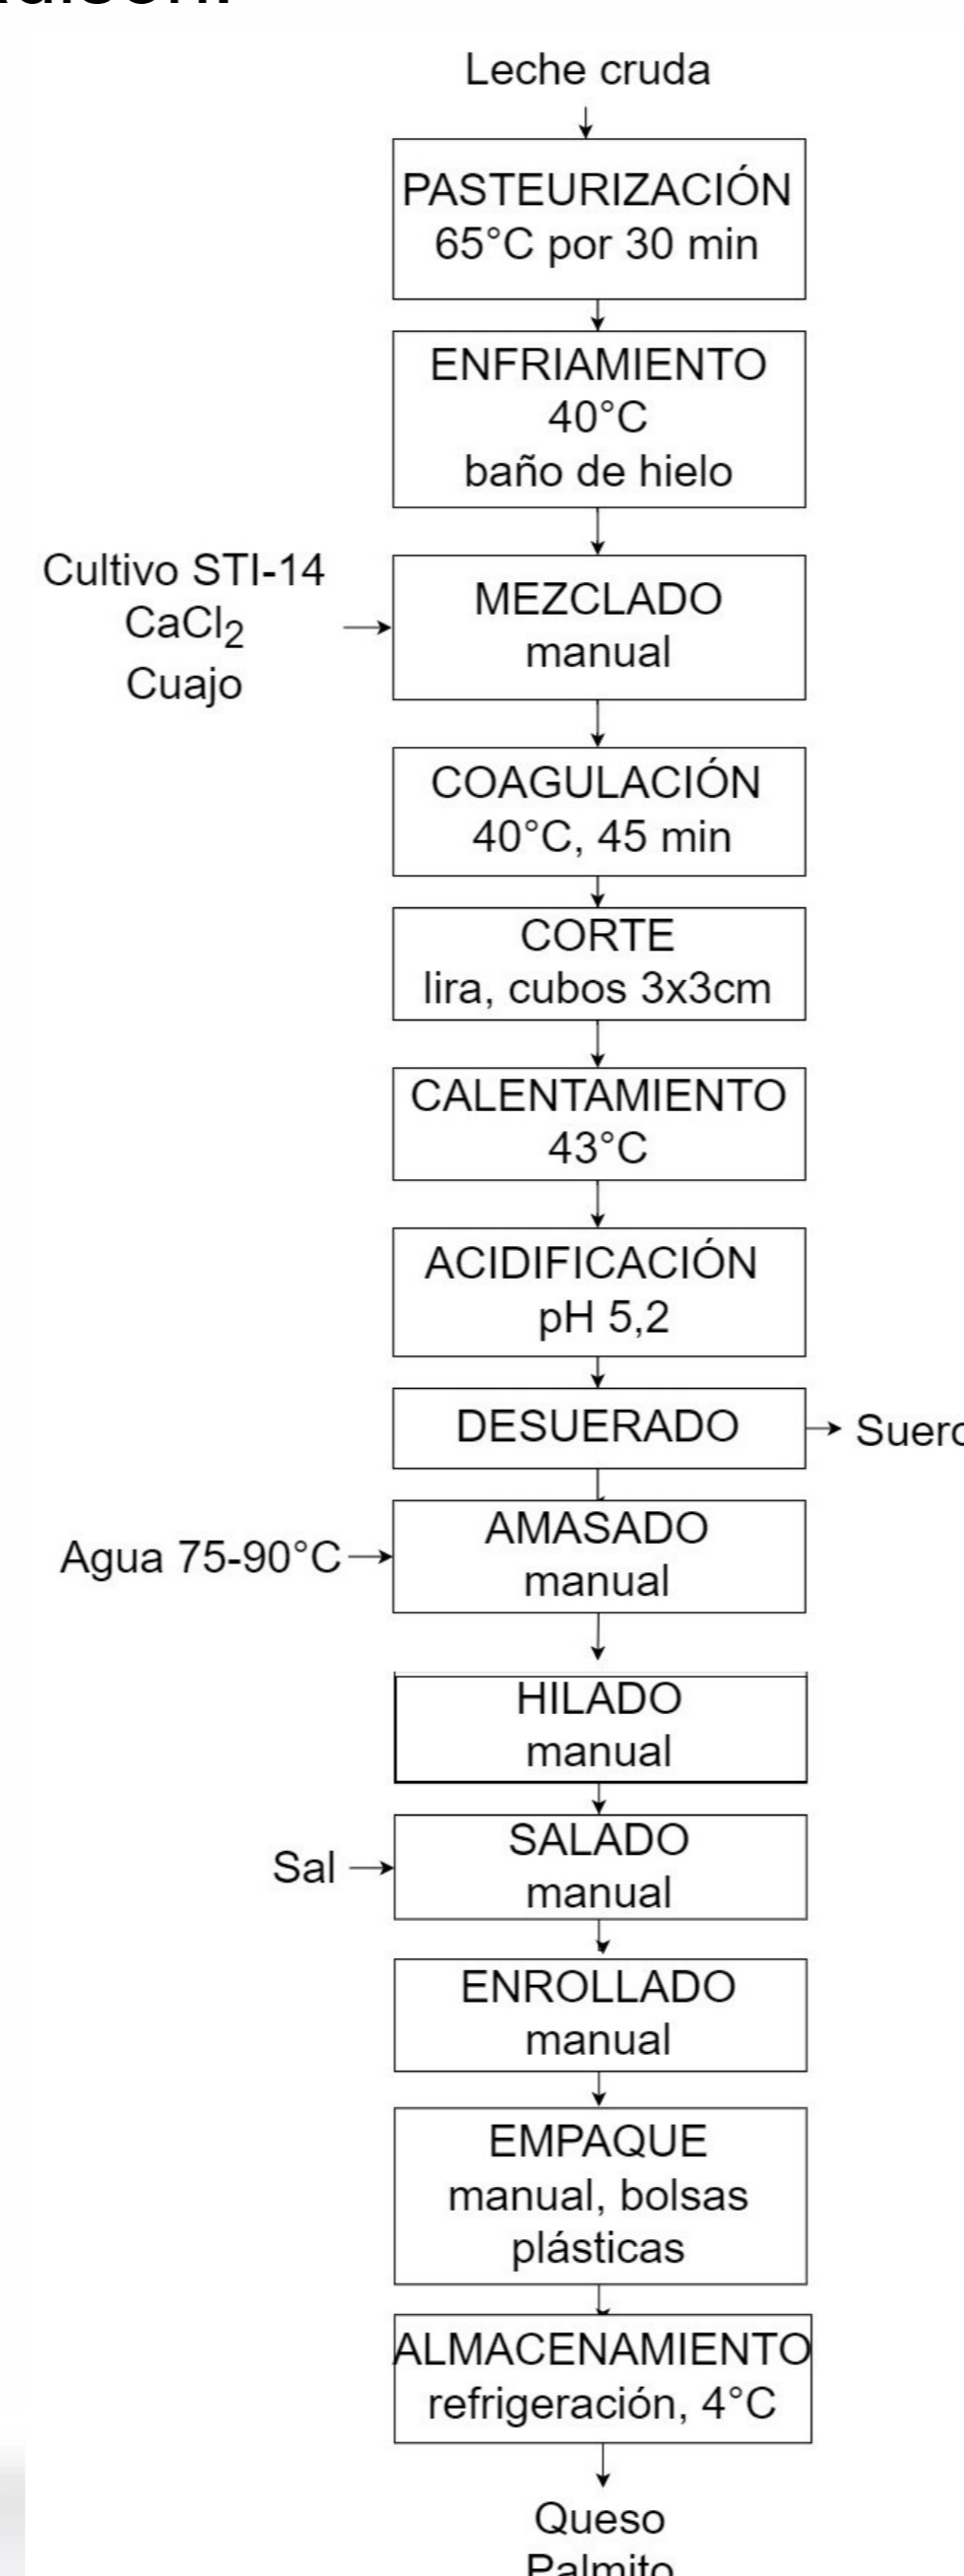 Leche cruda
PASTEURIZACIÓN
65°C por 30 min
ENFRIAMIENTO
40°C
baño de hielo
Cultivo STI-14
CaCl2
Cuajo
MEZCLADO
manual
COAGULACIÓN
40°C, 45 min
CORTE
lira, cubos 3x3cm
CALENTAMIENTO
43°C
ACIDIFICACIÓN
pH 5,2
DESUERADO
Suero
Agua 75-90°C
AMASADO
manual
HILADO
manual
Sal
SALADO
manual
ENROLLADO
manual
EMPAQUE
manual, bolsas
plásticas
ALMACENAMIENTO
refrigeración, 4°C
Queso
Palmito